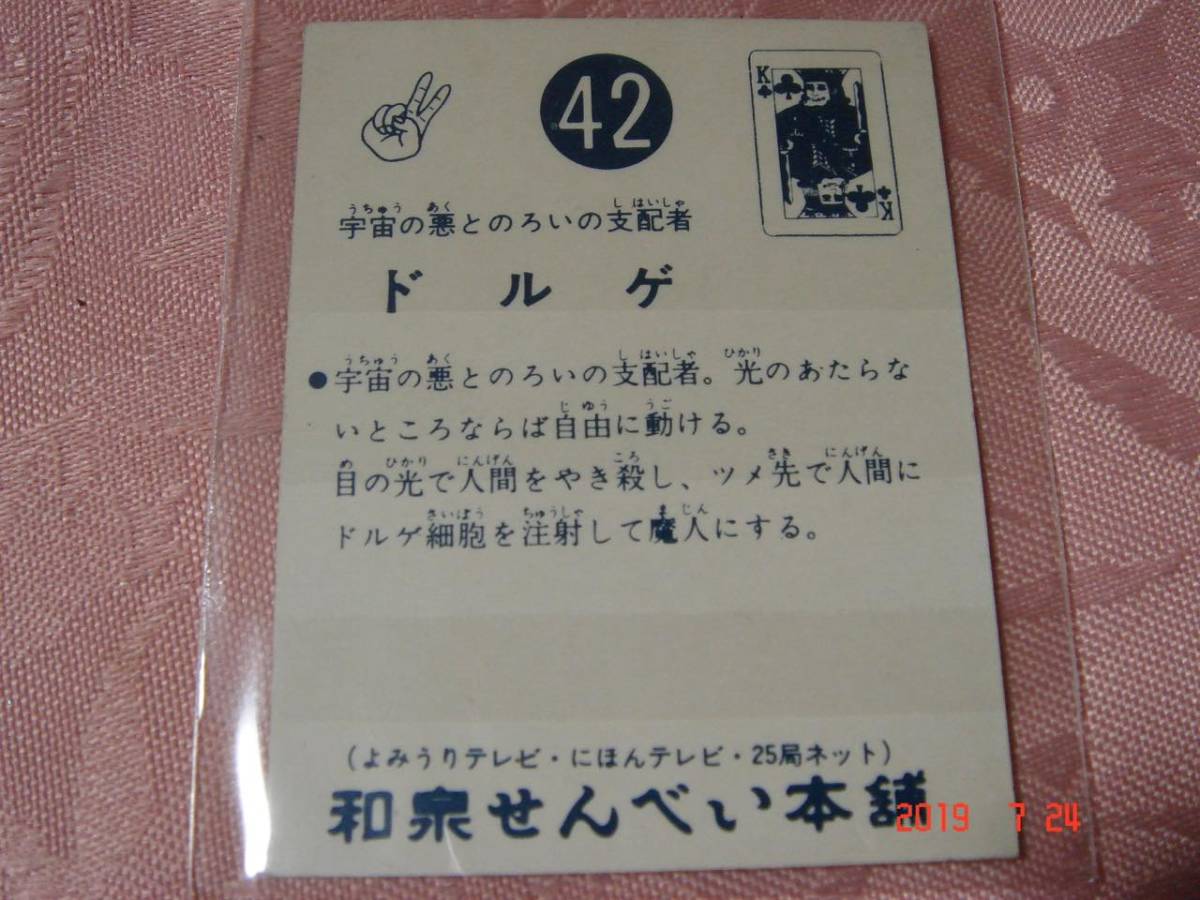 42
K
K
宇宙の悪とのろいの支配者
ドルゲ
●宇宙の悪とのろいの支配者。光のあたらな
いところならば自由に動ける。
目の光で人間をやき殺し、ツメ先で人間に
ドルゲ細胞を注射して魔人にする。
(よみうりテレビ・にほんテレビ・25局ネット)
和泉せんべい本舗
2019 7 24